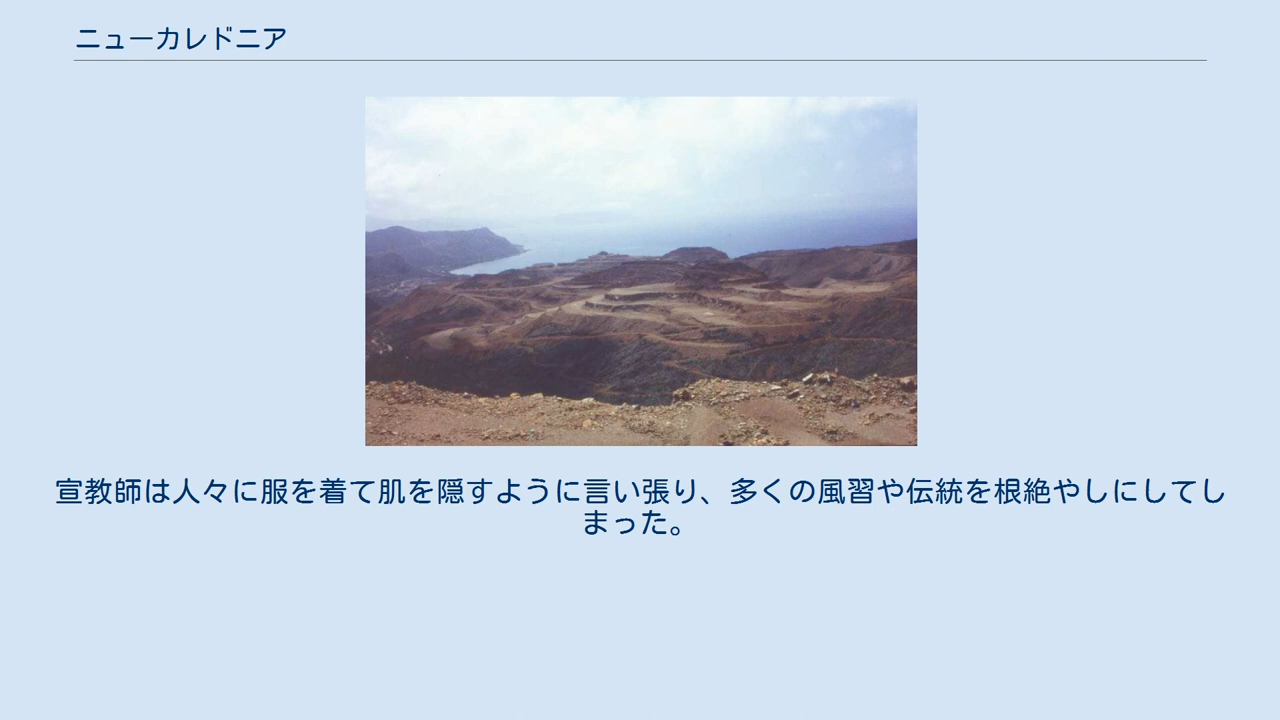 ニューカレドニア
宣教師は人々に服を着て肌を隠すように言い張り、多くの風習や伝統を根絶やしにしてし
まった。